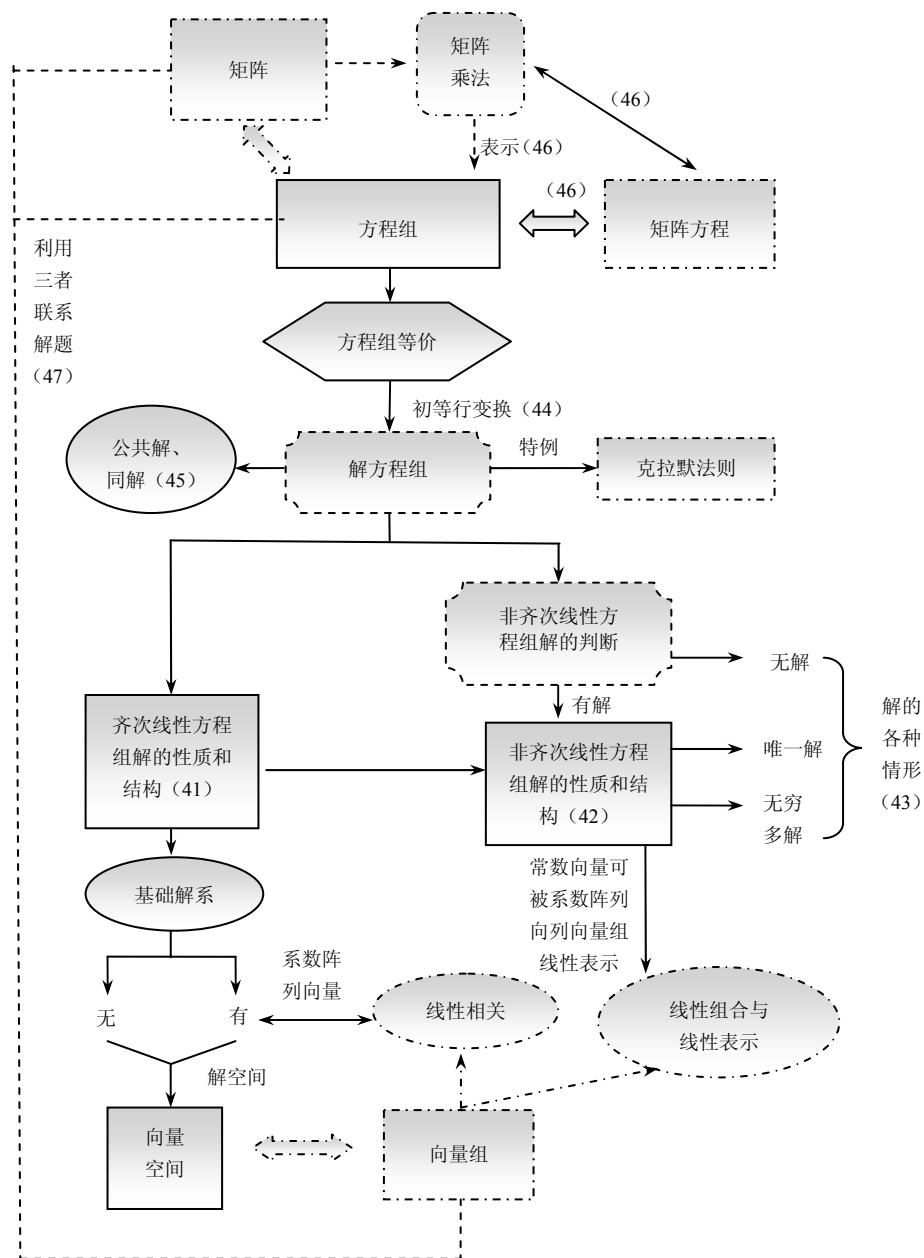 矩阵
矩阵
乘法
(46)
表示(46)
(46)
方程组
矩阵方程
利用
三者
联系
解题
(47)
方程组等价
初等行变换（44）
公共解、
同解（45）
解方程组
特例
克拉默法则
非齐次线性方
程组解的判断
无解
有解
齐次线性方程
组解的性质和
结构（41）
非齐次线性方程
组解的性质和结
构（42）
唯一解
无穷
多解
解的
各种
情形
(43)
基础解系
常数向量可
被系数阵列
向列向量组
线性表示
无
有
系数阵
列向量
线性相关
线性组合与
线性表示
解空间
向量
空间
向量组